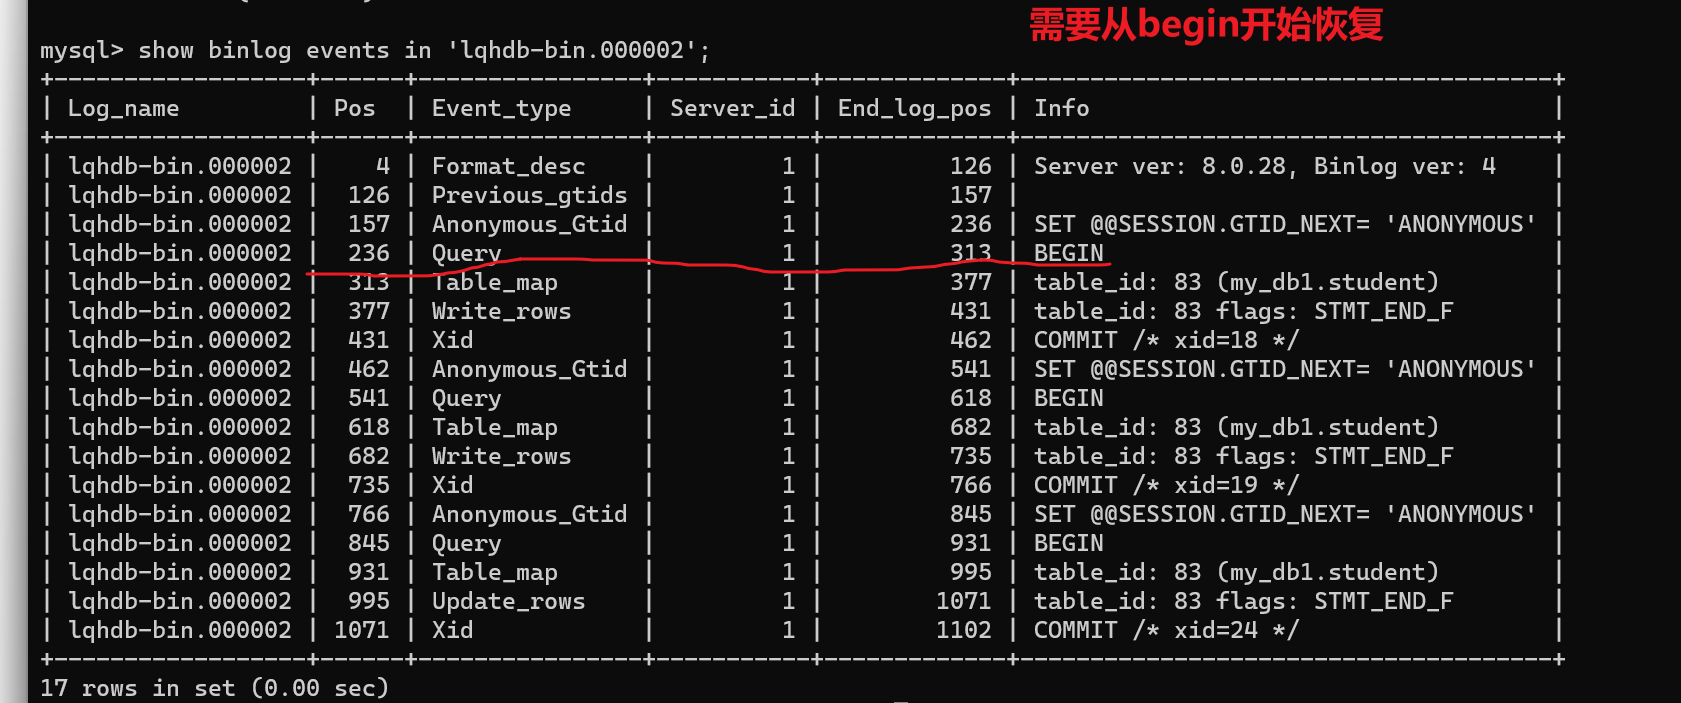 需要从begin开始恢复
mysql> show binlog events in 'lqhdb-bin.000002';
+-------------------+------+----------------+-----------+-------------+--------------------------------------+
| Log_name          | Pos  | Event_type     | Server_id | End_log_pos | Info                                 |
+-------------------+------+----------------+-----------+-------------+--------------------------------------+
| lqhdb-bin.000002 |    4 | Format_desc    |         1 |         126 | Server ver: 8.0.28, Binlog ver: 4    |
| lqhdb-bin.000002 |  126 | Previous_gtids |         1 |         157 |                                      |
| lqhdb-bin.000002 |  157 | Anonymous_Gtid |         1 |         236 | SET @@SESSION.GTID_NEXT= 'ANONYMOUS' |
| lqhdb-bin.000002 |  236 | Query          |         1 |         313 | BEGIN                                |
| lqhdb-bin.000002 |  313 | Table_map      |         1 |         377 | table_id: 83 (my_db1.student)        |
| lqhdb-bin.000002 |  377 | Write_rows     |         1 |         431 | table_id: 83 flags: STMT_END_F       |
| lqhdb-bin.000002 |  431 | Xid            |         1 |         462 | COMMIT /* xid=18 */                  |
| lqhdb-bin.000002 |  462 | Anonymous_Gtid |         1 |         541 | SET @@SESSION.GTID_NEXT= 'ANONYMOUS' |
| lqhdb-bin.000002 |  541 | Query          |         1 |         618 | BEGIN                                |
| lqhdb-bin.000002 |  618 | Table_map      |         1 |         682 | table_id: 83 (my_db1.student)        |
| lqhdb-bin.000002 |  682 | Write_rows     |         1 |         735 | table_id: 83 flags: STMT_END_F       |
| lqhdb-bin.000002 |  735 | Xid            |         1 |         766 | COMMIT /* xid=19 */                  |
| lqhdb-bin.000002 |  766 | Anonymous_Gtid |         1 |         845 | SET @@SESSION.GTID_NEXT= 'ANONYMOUS' |
| lqhdb-bin.000002 |  845 | Query          |         1 |         931 | BEGIN                                |
| lqhdb-bin.000002 |  931 | Table_map      |         1 |         995 | table_id: 83 (my_db1.student)        |
| lqhdb-bin.000002 |  995 | Update_rows    |         1 |        1071 | table_id: 83 flags: STMT_END_F       |
| lqhdb-bin.000002 | 1071 | Xid            |         1 |        1102 | COMMIT /* xid=24 */                  |
+-------------------+------+----------------+-----------+-------------+--------------------------------------+
17 rows in set (0.00 sec)